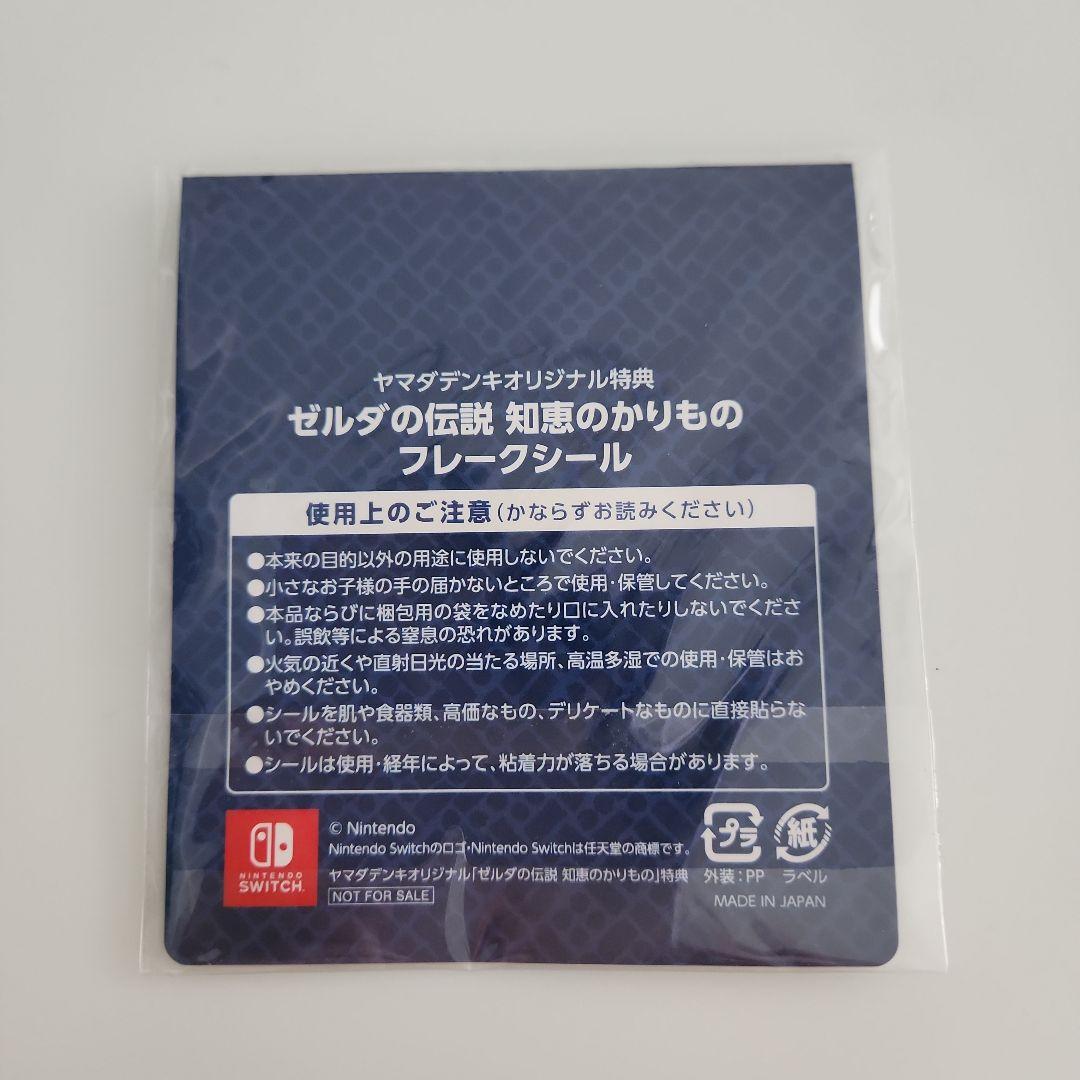 ヤマダデンキオリジナル特典
ゼルダの伝説 知恵のかりもの
フレークシール
使用上のご注意(かならずお読みください)
●本来の目的以外の用途に使用しないでください。
●小さなお子様の手の届かないところで使用・保管してください。
●本品ならびに梱包用の袋をなめたり口に入れたりしないでくださ
い。誤飲等による窒息の恐れがあります。
●火気の近くや直射日光の当たる場所、高温多湿での使用・保管はお
やめください。
●シールを肌や食器類、高価なもの、デリケートなものに直接貼らな
いでください。
●シールは使用・経年によって、粘着力が落ちる場合があります。
NINTENDO
SWITCH
© Nintendo
Nintendo Switchのロゴ・Nintendo Switchは任天堂の商標です。
ヤマダデンキオリジナル「ゼルダの伝説 知恵のかりもの」特典
NOT FOR SALE
プラ 紙
外装:PP ラベル
MADE IN JAPAN